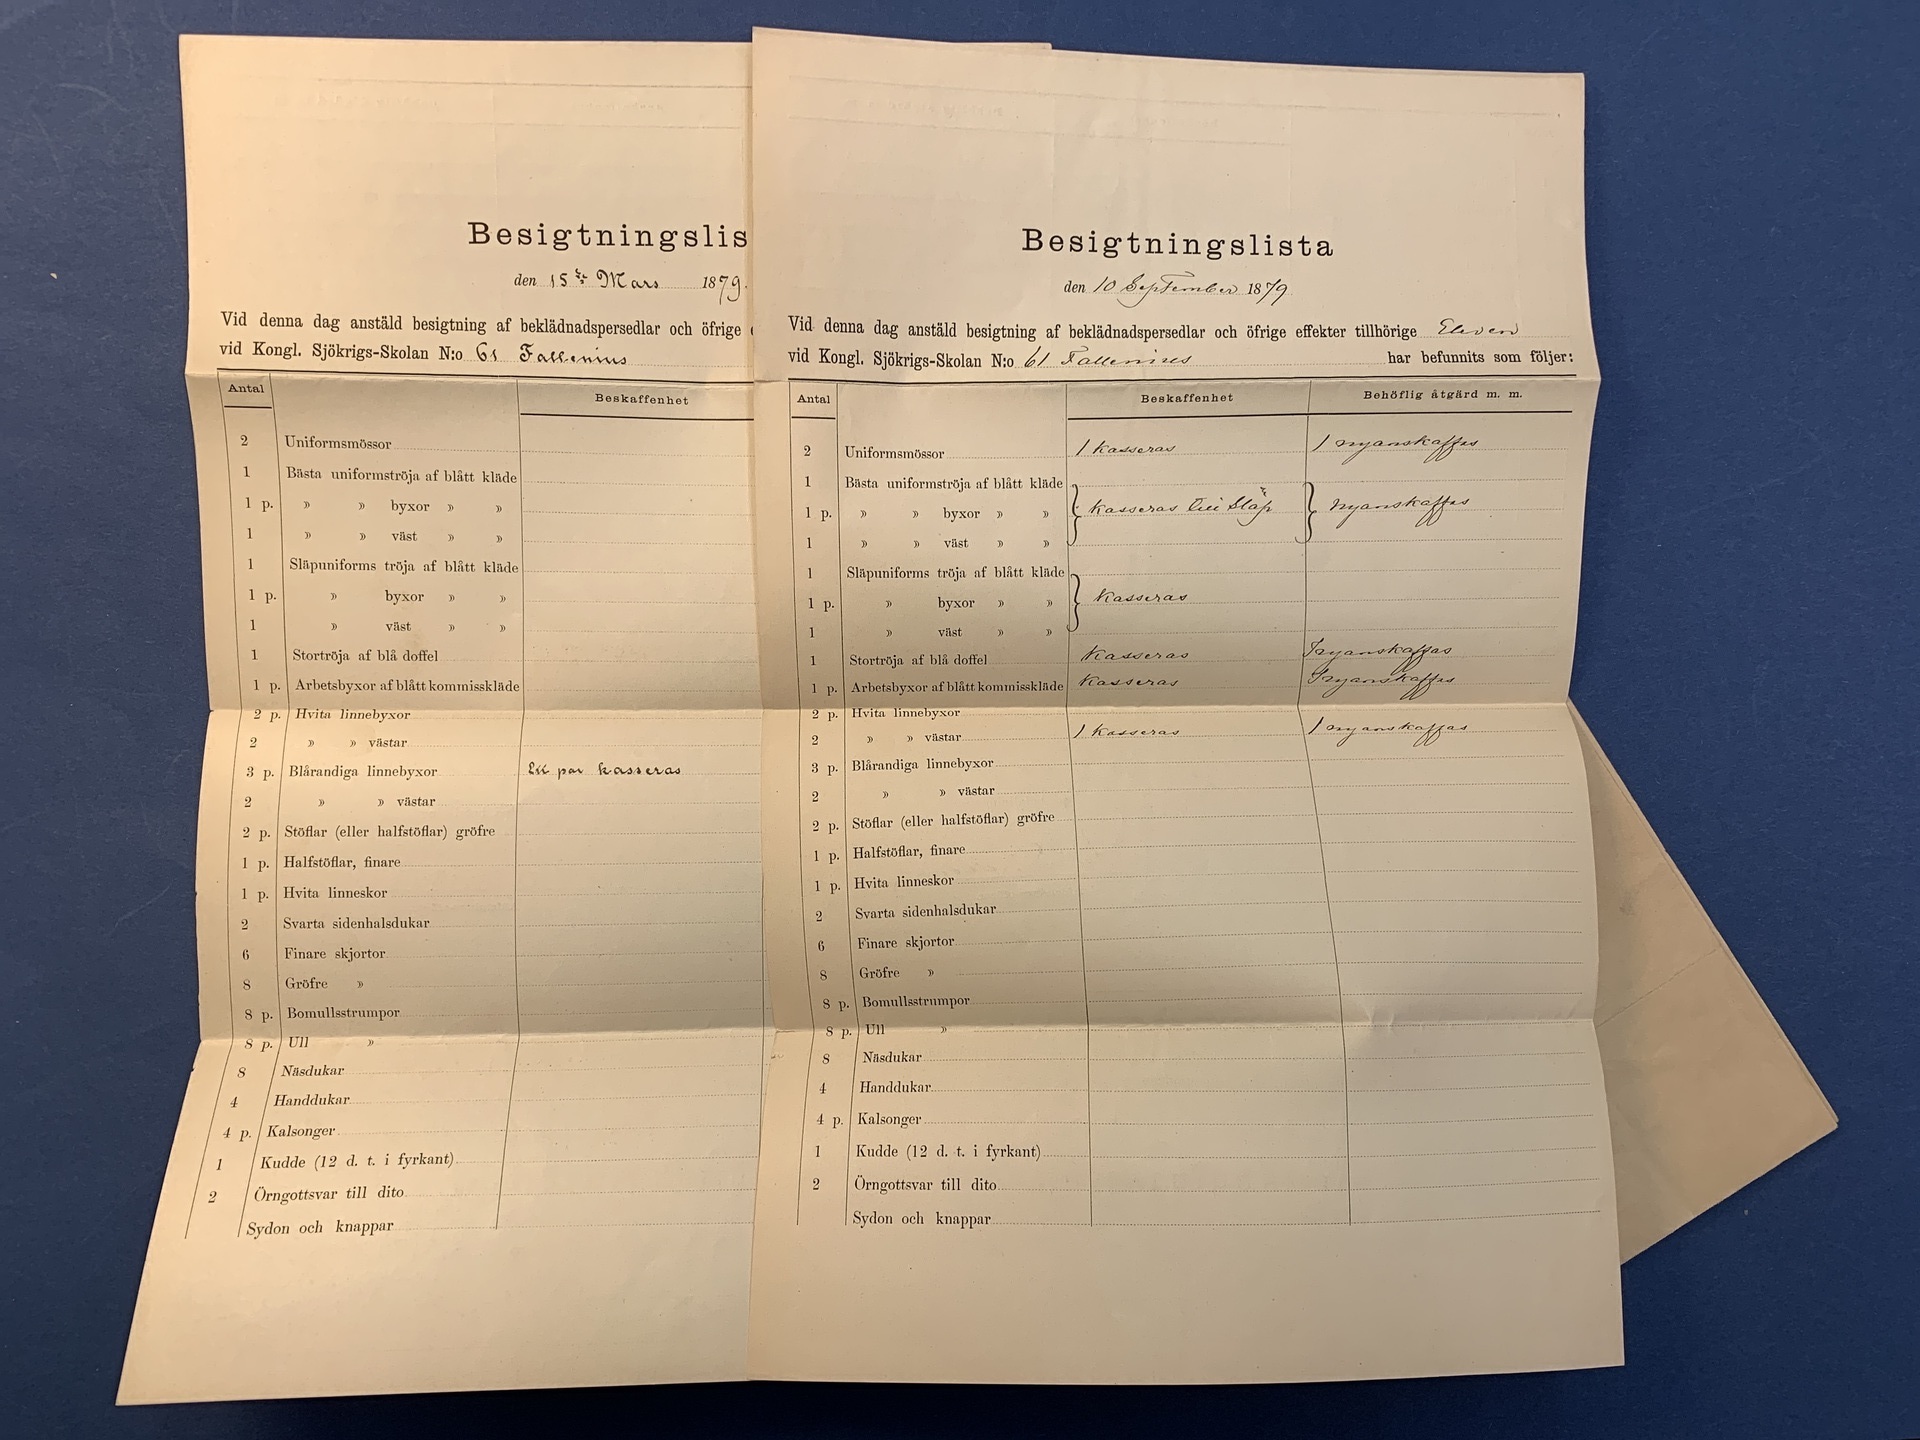 Besigtningslis
den 15de Mars 1879.
Vid denna dag anstäld besigtning af beklädnadspersedlar och öfrige
vid Kongl. Sjökrigs-Skolan N:o 61 Fallenius
Antal Beskaffenhet
2 Uniformsmössor
1 Bästa uniformströja af blått kläde
1 p. » » byxor » »
1 » » väst » »
1 Släpuniforms tröja af blått kläde
1 p. » byxor » »
1 » väst » »
1 Stortröja af blå doffel
1 p. Arbetsbyxor af blått kommisskläde
2 p. Hvita linnebyxor
2 » » västar
3 p. Blårandiga linnebyxor Ett par kasseras
2 » » västar
2 p. Stöflar (eller halfstöflar) gröfre
1 p. Halfstöflar, finare
1 p. Hvita linneskor
2 Svarta sidenhalsdukar
6 Finare skjortor
8 Gröfre »
8 p. Bomullsstrumpor
8 p. Ull »
8 Näsdukar
4 Handdukar
4 p. Kalsonger
1 Kudde (12 d. t. i fyrkant)
2 Örngottsvar till dito
Sydon och knappar
Besigtningslista
den 10 September 1879
Vid denna dag anstäld besigtning af beklädnadspersedlar och öfrige effekter tillhörige Eleven
vid Kongl. Sjökrigs-Skolan N:o 61 Fallenius har befunnits som följer:
Antal Beskaffenhet Behöflig åtgärd m. m.
2 Uniformsmössor 1 kasseras 1 nyanskaffas
1 Bästa uniformströja af blått kläde
1 p. » » byxor » » kasseras till Släp nyanskaffas
1 » » väst » »
1 Släpuniforms tröja af blått kläde
1 p. » byxor » » kasseras
1 » väst » »
1 Stortröja af blå doffel kasseras nyanskaffas
1 p. Arbetsbyxor af blått kommisskläde kasseras nyanskaffas
2 p. Hvita linnebyxor
2 » » västar 1 kasseras 1 nyanskaffas
3 p. Blårandiga linnebyxor
2 » » västar
2 p. Stöflar (eller halfstöflar) gröfre
1 p. Halfstöflar, finare
1 p. Hvita linneskor
2 Svarta sidenhalsdukar
6 Finare skjortor
8 Gröfre »
8 p. Bomullsstrumpor
8 p. Ull »
8 Näsdukar
4 Handdukar
4 p. Kalsonger
1 Kudde (12 d. t. i fyrkant)
2 Örngottsvar till dito
Sydon och knappar